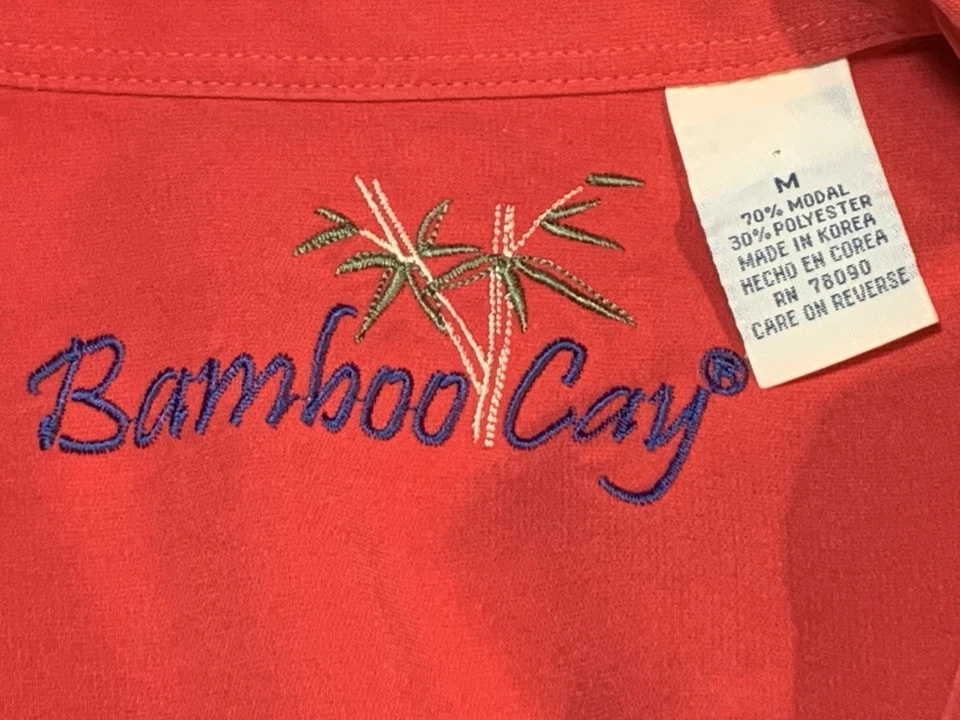 Bamboo Cay®
M
70% MODAL
30% POLYESTER
MADE IN KOREA
HECHO EN COREA
RN 78090
CARE ON REVERSE